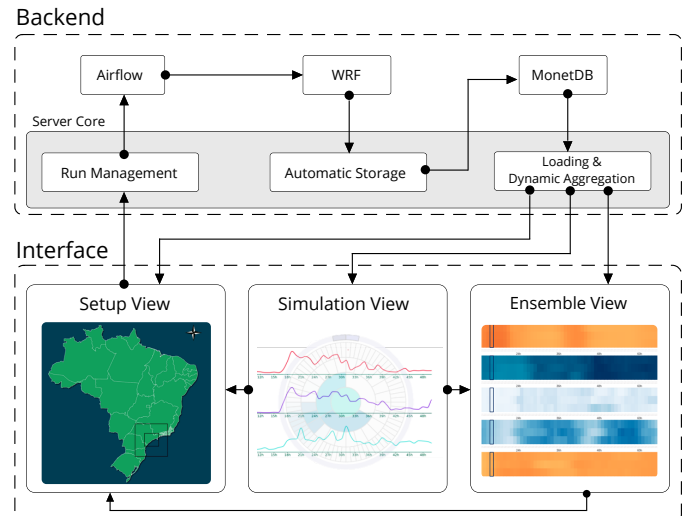 Backend
Airflow
WRF
MonetDB
Server Core
Run Management
Automatic Storage
Loading &
Dynamic Aggregation
Interface
Setup View
Simulation View
Ensemble View